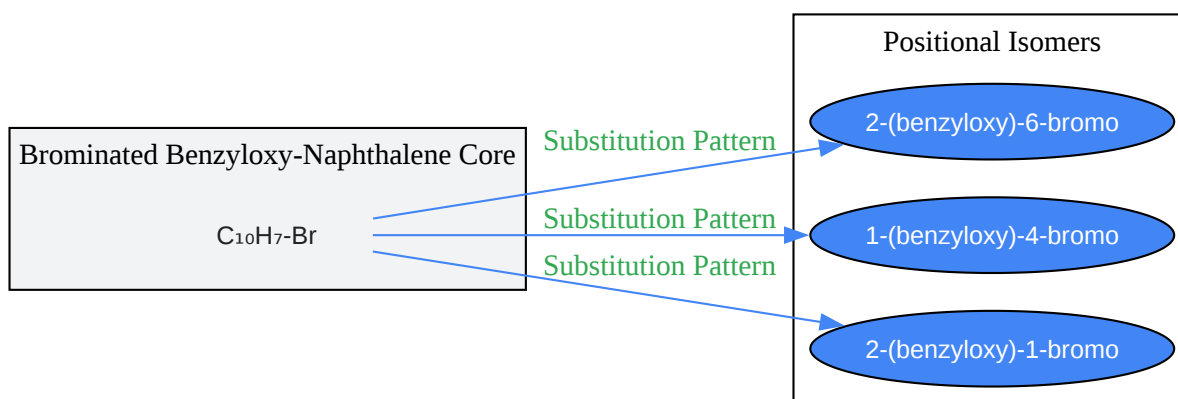 Positional Isomers
2-(benzyloxy)-6-bromo
Substitution Pattern
Brominated Benzyloxy-Naphthalene Core
Substitution Pattern
C₁₀H₇-Br
1-(benzyloxy)-4-bromo
Substitution Pattern
2-(benzyloxy)-1-bromo